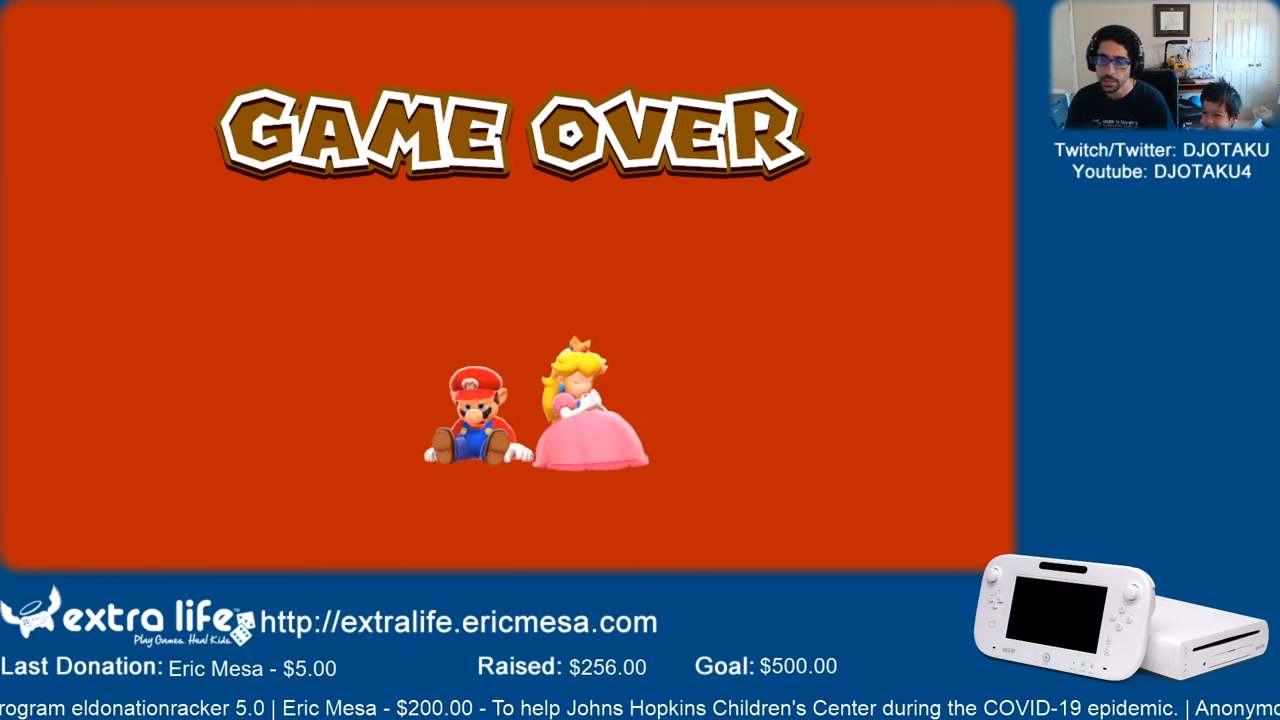 GAME OVER
Twitch/Twitter: DJOTAKU
Youtube: DJOTAKU4
extra life
Play Games. Heal Kids.
http://extralife.ericmesa.com
Last Donation: Eric Mesa - $5.00 Raised: $256.00 Goal: $500.00
rogram eldonationracker 5.0 | Eric Mesa - $200.00 - To help Johns Hopkins Children's Center during the COVID-19 epidemic. | Anonymo